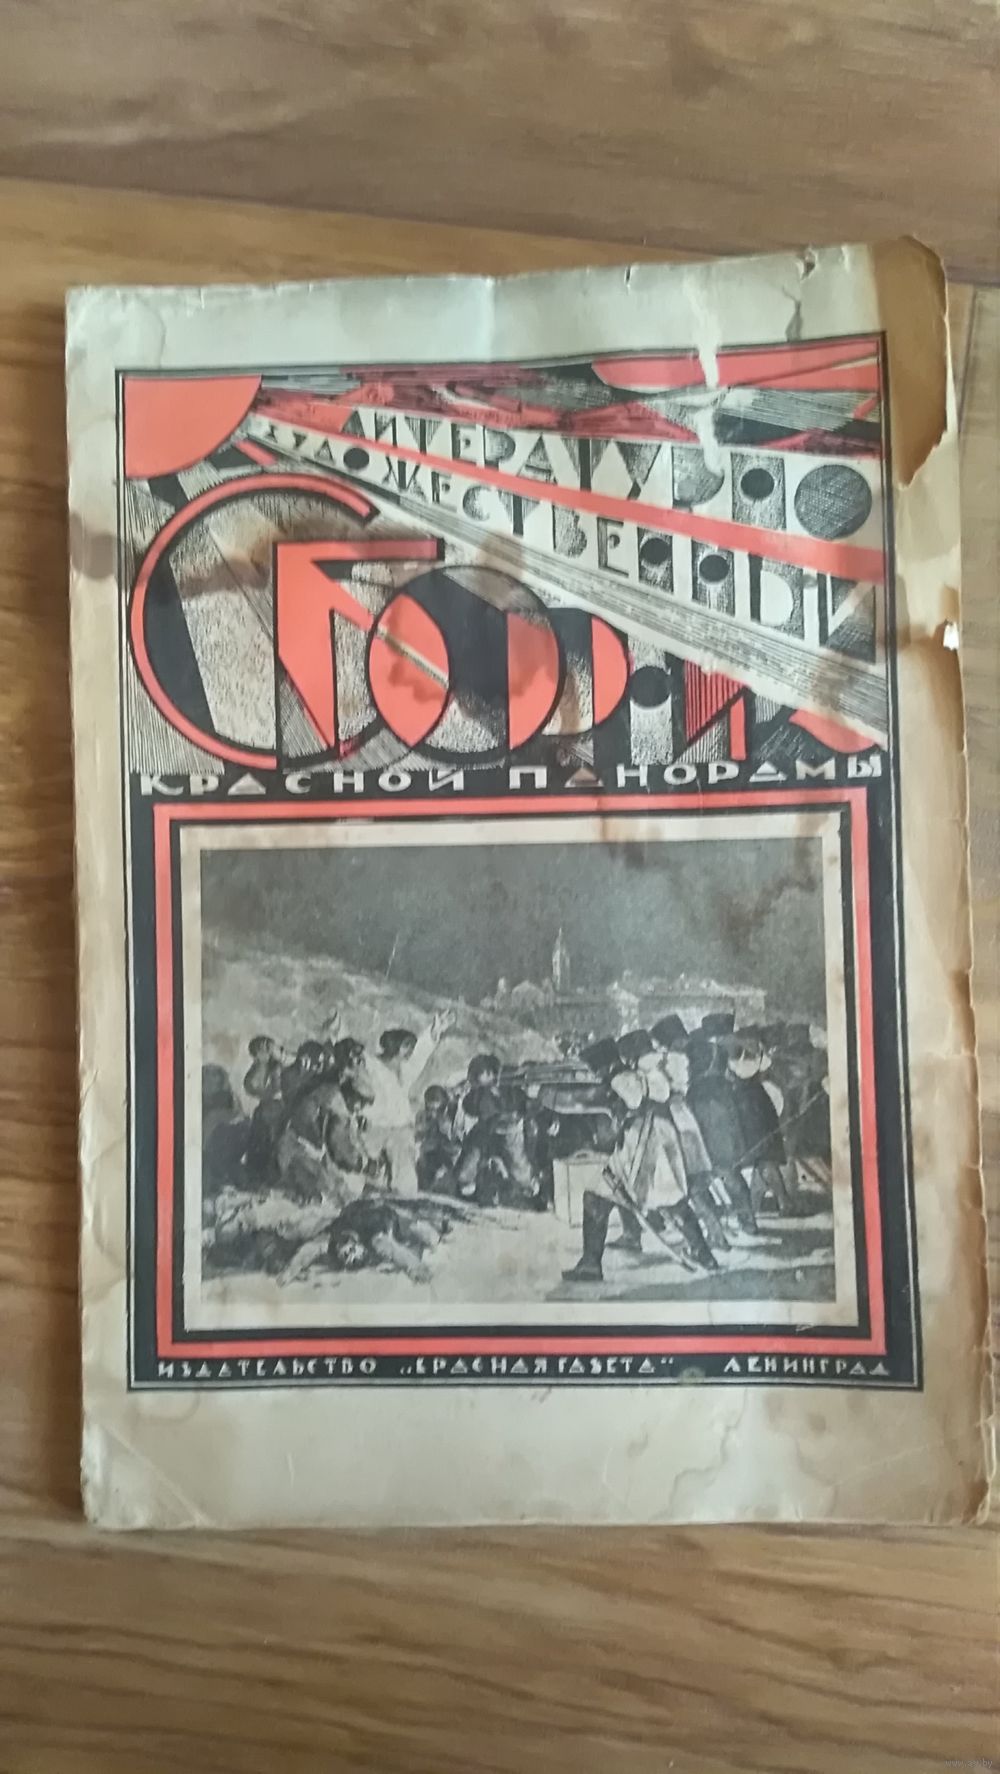 ЛИТЕРАТУРНО
ХУДОЖЕСТВЕННЫЙ
СБОРНИК
КРАСНОЙ ПАНОРАМЫ
ИЗДАТЕЛЬСТВО „КРАСНАЯ ГАЗЕТА“ ЛЕНИНГРАД